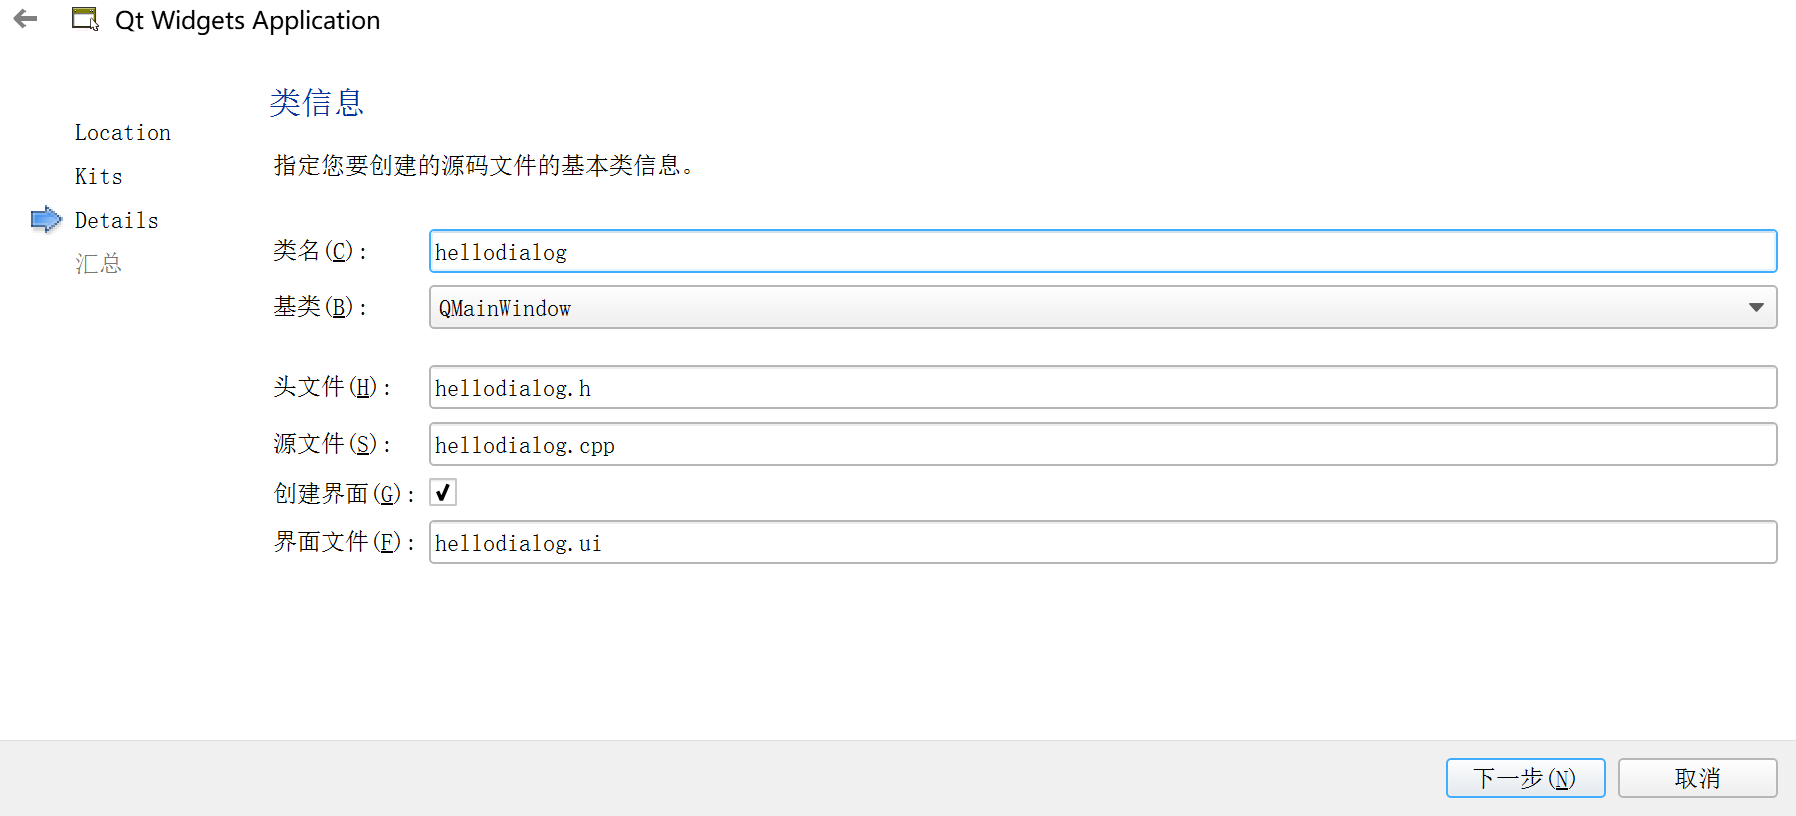 Qt Widgets Application
Location
Kits
Details
汇总
类信息
指定您要创建的源码文件的基本类信息。
类名(C): hellodialog
基类(B): QMainWindow
头文件(H): hellodialog.h
源文件(S): hellodialog.cpp
创建界面(G):
界面文件(F): hellodialog.ui
下一步(N) 取消